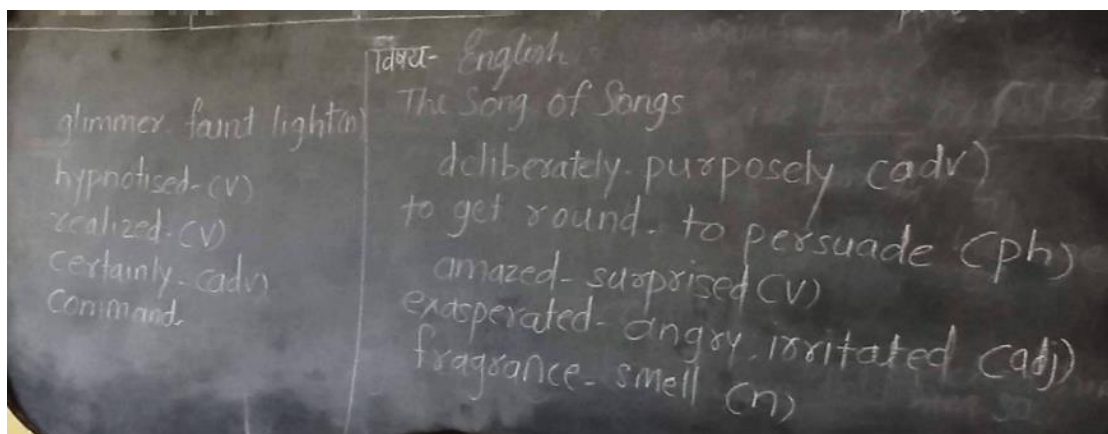 विषय- English
The Song of Songs
deliberately- purposely (adv)
to get round- to persuade (ph)
amazed- surprised (v)
exasperated- angry, irritated (adj)
fragrance- smell (n)
glimmer- faint light (n)
hypnotised- (v)
realized- (v)
certainly- (adv)
command-